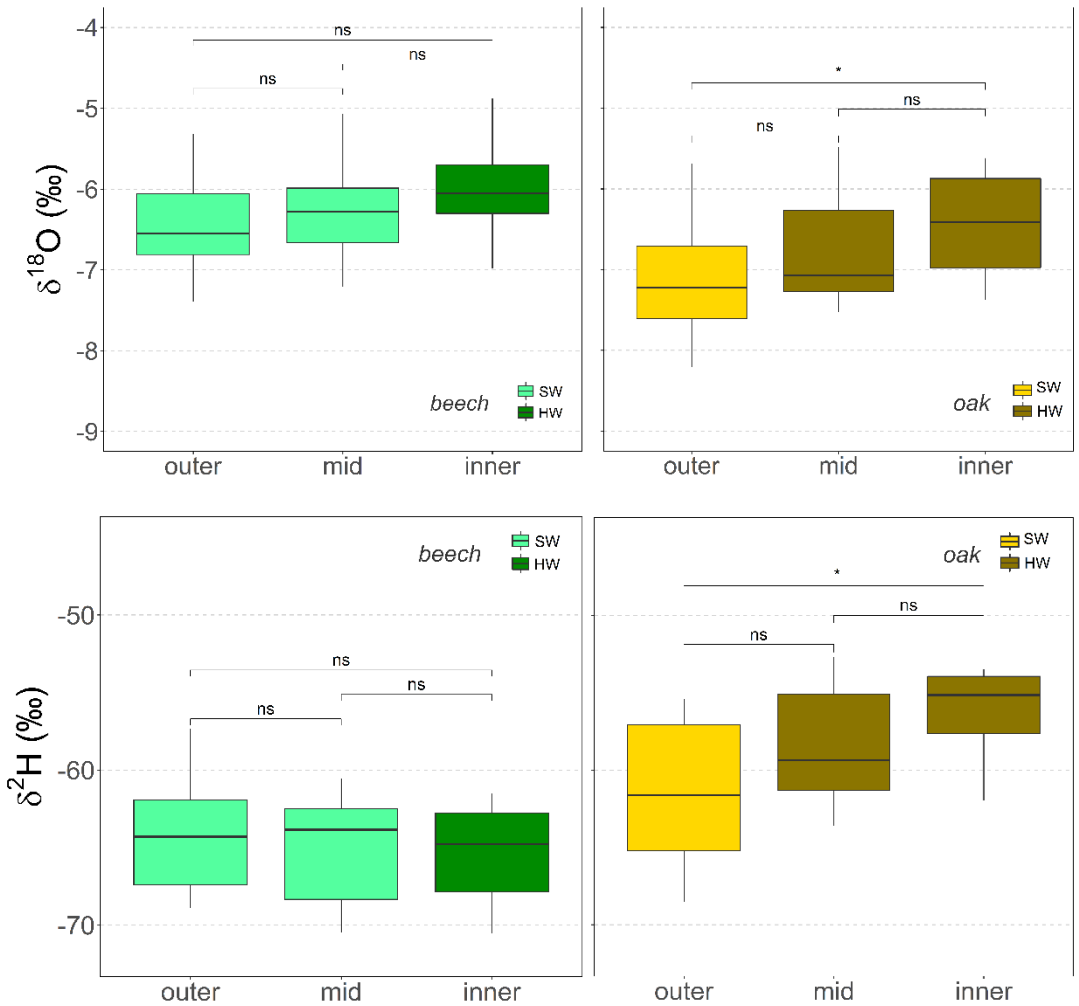 δ18O (‰)
-4
-5
-6
-7
-8
-9
ns
ns
ns
beech
SW
HW
outer mid inner
*
ns
ns
oak
SW
HW
outer mid inner
δ2H (‰)
-50
-60
-70
beech
SW
HW
ns
ns
ns
outer mid inner
oak
SW
HW
*
ns
ns
outer mid inner